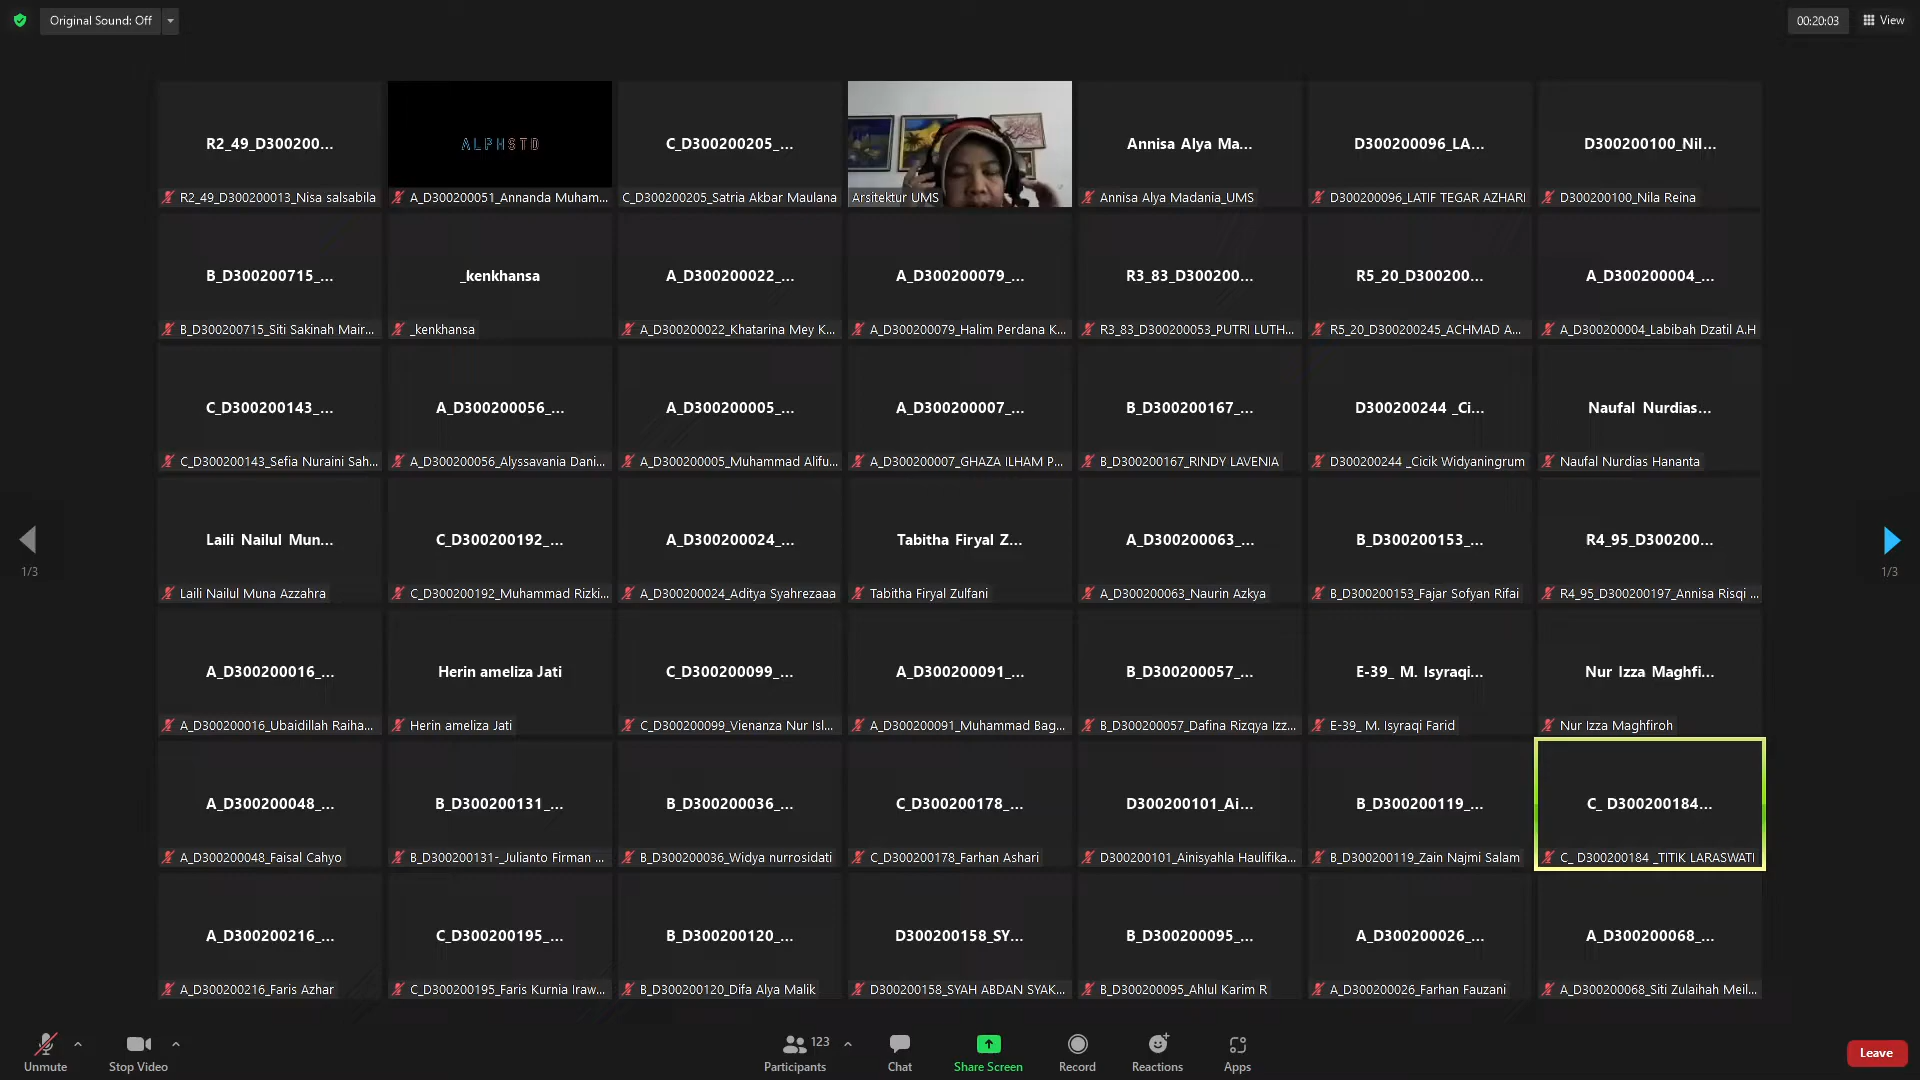 Original Sound: Off
00:20:03
View
R2_49_D300200...
R2_49_D300200013_Nisa salsabila
ALPHSTD
A_D300200051_Annanda Muham...
C_D300200205_...
C_D300200205_Satria Akbar Maulana
Arsitektur UMS
Annisa Alya Ma...
Annisa Alya Madania_UMS
D300200096_LA...
D300200096_LATIF TEGAR AZHARI
D300200100_Nil...
D300200100_Nila Reina
B_D300200715_...
B_D300200715_Siti Sakinah Mair...
_kenkhansa
_kenkhansa
A_D300200022_...
A_D300200022_Khatarina Mey K...
A_D300200079_...
A_D300200079_Halim Perdana K...
R3_83_D300200...
R3_83_D300200053_PUTRI LUTH...
R5_20_D300200...
R5_20_D300200245_ACHMAD A...
A_D300200004_...
A_D300200004_Labibah Dzatil A.H
C_D300200143_...
C_D300200143_Sefia Nuraini Sah...
A_D300200056_...
A_D300200056_Alyssavania Dani...
A_D300200005_...
A_D300200005_Muhammad Alifu...
A_D300200007_...
A_D300200007_GHAZA ILHAM P...
B_D300200167_...
B_D300200167_RINDY LAVENIA
D300200244 _Ci...
D300200244 _Cicik Widyaningrum
Naufal Nurdias...
Naufal Nurdias Hananta
Laili Nailul Mun...
Laili Nailul Muna Azzahra
C_D300200192_...
C_D300200192_Muhammad Rizki...
A_D300200024_...
A_D300200024_Aditya Syahrezaaa
Tabitha Firyal Z...
Tabitha Firyal Zulfani
A_D300200063_...
A_D300200063_Naurin Azkya
B_D300200153_...
B_D300200153_Fajar Sofyan Rifai
R4_95_D300200...
R4_95_D300200197_Annisa Risqi ...
1/3
1/3
A_D300200016_...
A_D300200016_Ubaidillah Raiha...
Herin ameliza Jati
Herin ameliza Jati
C_D300200099_...
C_D300200099_Vienanza Nur Isl...
A_D300200091_...
A_D300200091_Muhammad Bag...
B_D300200057_...
B_D300200057_Dafina Rizqya Izz...
E-39_ M. Isyraqi...
E-39_ M. Isyraqi Farid
Nur Izza Maghfi...
Nur Izza Maghfiroh
A_D300200048_...
A_D300200048_Faisal Cahyo
B_D300200131_...
B_D300200131-_Julianto Firman ...
B_D300200036_...
B_D300200036_Widya nurrosidati
C_D300200178_...
C_D300200178_Farhan Ashari
D300200101_Ai...
D300200101_Ainisyahla Haulifika...
B_D300200119_...
B_D300200119_Zain Najmi Salam
C_ D300200184...
C_ D300200184 _TITIK LARASWATI
A_D300200216_...
A_D300200216_Faris Azhar
C_D300200195_...
C_D300200195_Faris Kurnia Iraw...
B_D300200120_...
B_D300200120_Difa Alya Malik
D300200158_SY...
D300200158_SYAH ABDAN SYAK...
B_D300200095_...
B_D300200095_Ahlul Karim R
A_D300200026_...
A_D300200026_Farhan Fauzani
A_D300200068_...
A_D300200068_Siti Zulaihah Meil...
Unmute
Stop Video
123
Participants
Chat
Share Screen
Record
Reactions
Apps
Leave